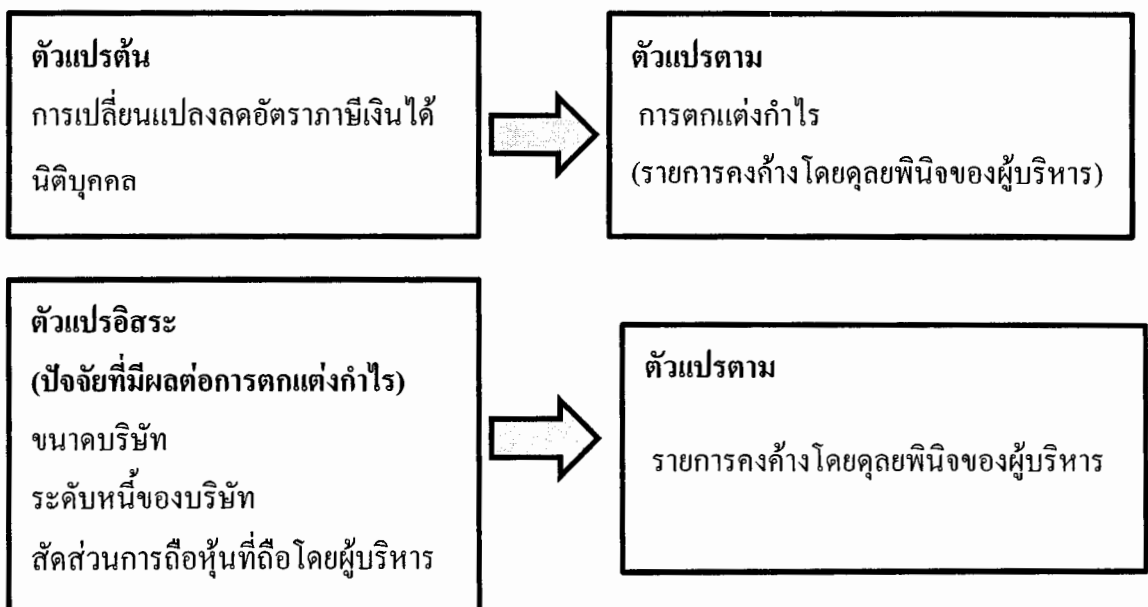 ตัวแปรต้น
การเปลี่ยนแปลงลดอัตราภาษีเงินได้
นิติบุคคล
ตัวแปรตาม
การตกแต่งกำไร
(รายการคงค้างโดยดุลยพินิจของผู้บริหาร)
ตัวแปรอิสระ
(ปัจจัยที่มีผลต่อการตกแต่งกำไร)
ขนาดบริษัท
ระดับหนี้ของบริษัท
สัดส่วนการถือหุ้นที่ถือโดยผู้บริหาร
ตัวแปรตาม
รายการคงค้างโดยดุลยพินิจของผู้บริหาร